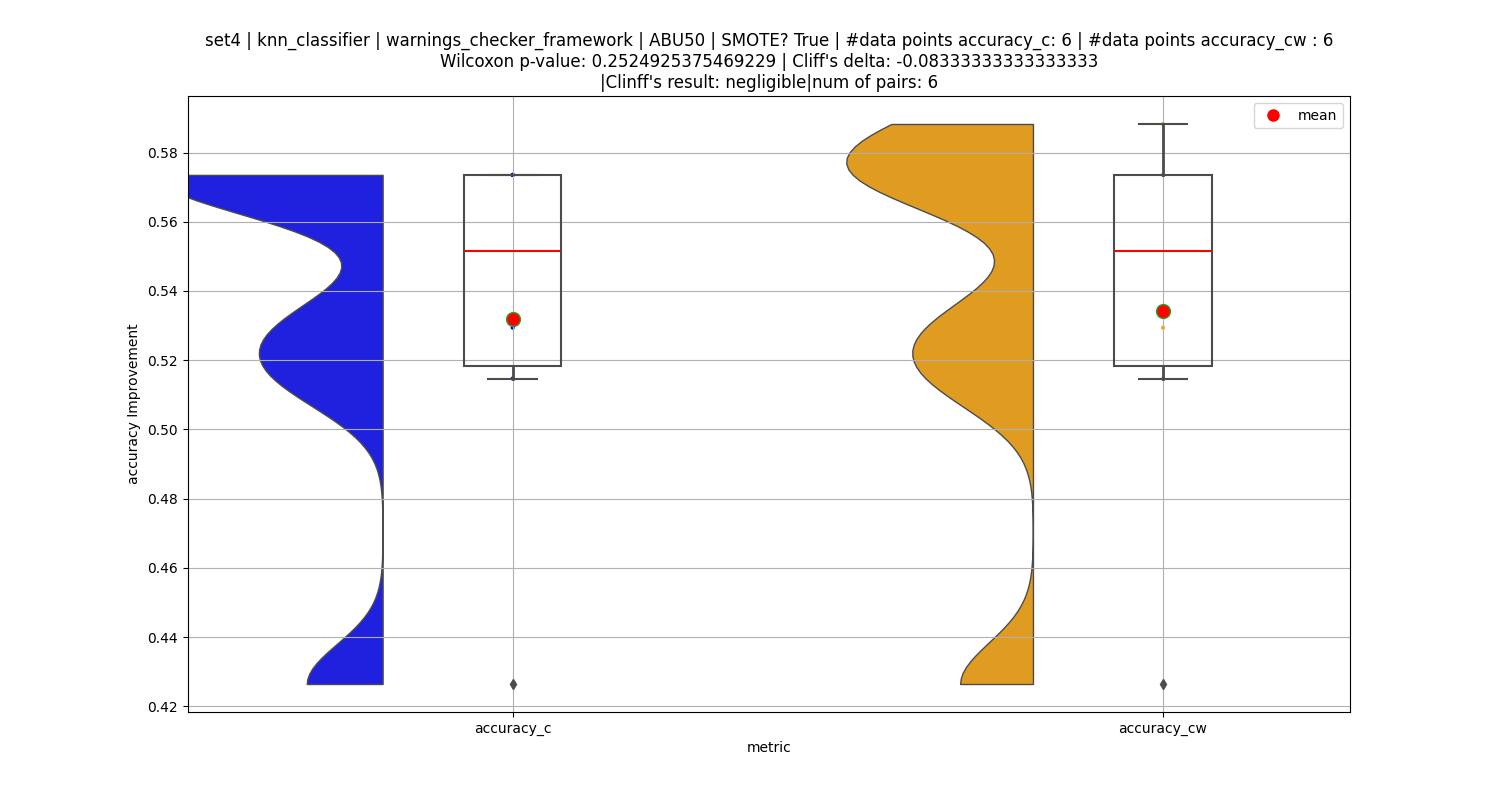 set4 | knn_classifier | warnings_checker_framework | ABU50 | SMOTE? True | #data points accuracy_c: 6 | #data points accuracy_cw : 6
Wilcoxon p-value: 0.2524925375469229 | Cliff's delta: -0.08333333333333333
|Clinff's result: negligible|num of pairs: 6
mean
0.58
0.56
0.54
0.52
0.50
0.48
0.46
0.44
0.42
accuracy Improvement
accuracy_c
accuracy_cw
metric